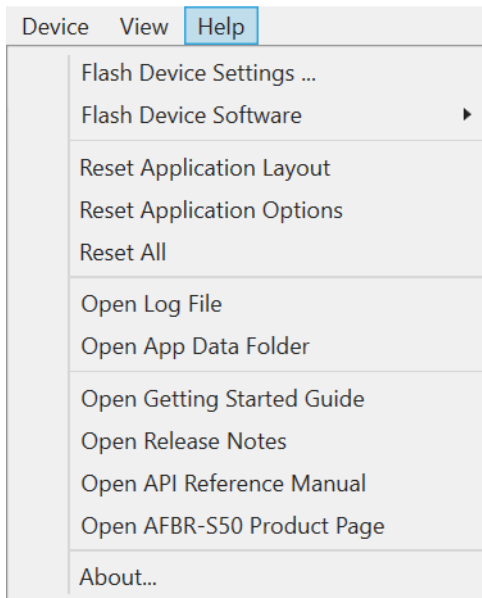 Device View Help
Flash Device Settings ...
Flash Device Software
Reset Application Layout
Reset Application Options
Reset All
Open Log File
Open App Data Folder
Open Getting Started Guide
Open Release Notes
Open API Reference Manual
Open AFBR-S50 Product Page
About...